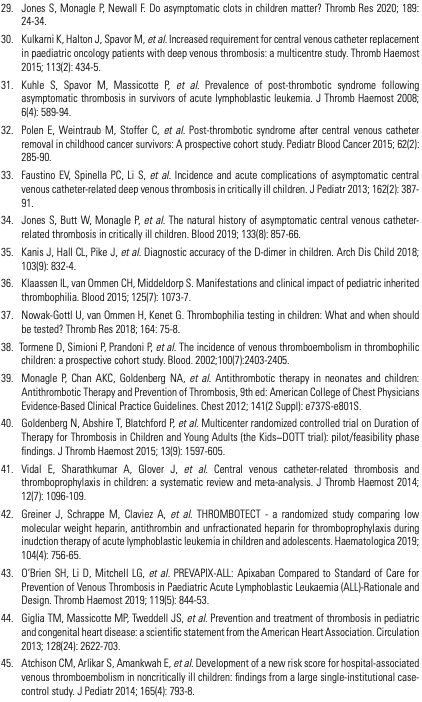 29. Jones S, Monagle P, Newall F. Do asymptomatic clots in children matter? Thromb Res 2020; 189:
24-34.
30. Kulkarni K, Halton J, Spavor M, et al. Increased requirement for central venous catheter replacement
in paediatric oncology patients with deep venous thrombosis: a multicentre study. Thromb Haemost
2015; 113(2): 434-5.
31. Kuhle S, Spavor M, Massicotte P, et al. Prevalence of post-thrombotic syndrome following
asymptomatic thrombosis in survivors of acute lymphoblastic leukemia. J Thromb Haemost 2008;
6(4): 589-94.
32. Polen E, Weintraub M, Stoffer C, et al. Post-thrombotic syndrome after central venous catheter
removal in childhood cancer survivors: A prospective cohort study. Pediatr Blood Cancer 2015; 62(2):
285-90.
33. Faustino EV, Spinella PC, Li S, et al. Incidence and acute complications of asymptomatic central
venous catheter-related deep venous thrombosis in critically ill children. J Pediatr 2013; 162(2): 387-
91.
34. Jones S, Butt W, Monagle P, et al. The natural history of asymptomatic central venous catheter-
related thrombosis in critically ill children. Blood 2019; 133(8): 857-66.
35. Kanis J, Hall CL, Pike J, et al. Diagnostic accuracy of the D-dimer in children. Arch Dis Child 2018;
103(9): 832-4.
36. Klaassen IL, van Ommen CH, Middeldorp S. Manifestations and clinical impact of pediatric inherited
thrombophilia. Blood 2015; 125(7): 1073-7.
37. Nowak-Gottl U, van Ommen H, Kenet G. Thrombophilia testing in children: What and when should
be tested? Thromb Res 2018; 164: 75-8.
38. Tormene D, Simioni P, Prandoni P, et al. The incidence of venous thromboembolism in thrombophilic
children: a prospective cohort study. Blood. 2002;100(7):2403-2405.
39. Monagle P, Chan AKC, Goldenberg NA, et al. Antithrombotic therapy in neonates and children:
Antithrombotic Therapy and Prevention of Thrombosis, 9th ed: American College of Chest Physicians
Evidence-Based Clinical Practice Guidelines. Chest 2012; 141(2 Suppl): e737S-e801S.
40. Goldenberg N, Abshire T, Blatchford P, et al. Multicenter randomized controlled trial on Duration of
Therapy for Thrombosis in Children and Young Adults (the Kids-DOTT trial): pilot/feasibility phase
findings. J Thromb Haemost 2015; 13(9): 1597-605.
41. Vidal E, Sharathkumar A, Glover J, et al. Central venous catheter-related thrombosis and
thromboprophylaxis in children: a systematic review and meta-analysis. J Thromb Haemost 2014;
12(7): 1096-109.
42. Greiner J, Schrappe M, Claviez A, et al. THROMBOTECT - a randomized study comparing low
molecular weight heparin, antithrombin and unfractionated heparin for thromboprophylaxis during
inudction therapy of acute lymphoblastic leukemia in children and adolescents. Haematologica 2019;
104(4): 756-65.
43. O'Brien SH, Li D, Mitchell LG, et al. PREVAPIX-ALL: Apixaban Compared to Standard of Care for
Prevention of Venous Thrombosis in Paediatric Acute Lymphoblastic Leukaemia (ALL)-Rationale and
Design. Thromb Haemost 2019; 119(5): 844-53.
44. Giglia TM, Massicotte MP, Tweddell JS, et al. Prevention and treatment of thrombosis in pediatric
and congenital heart disease: a scientific statement from the American Heart Association. Circulation
2013; 128(24): 2622-703.
45. Atchison CM, Arlikar S, Amankwah E, et al. Development of a new risk score for hospital-associated
venous thromboembolism in noncritically ill children: findings from a large single-institutional case-
control study. J Pediatr 2014; 165(4): 793-8.